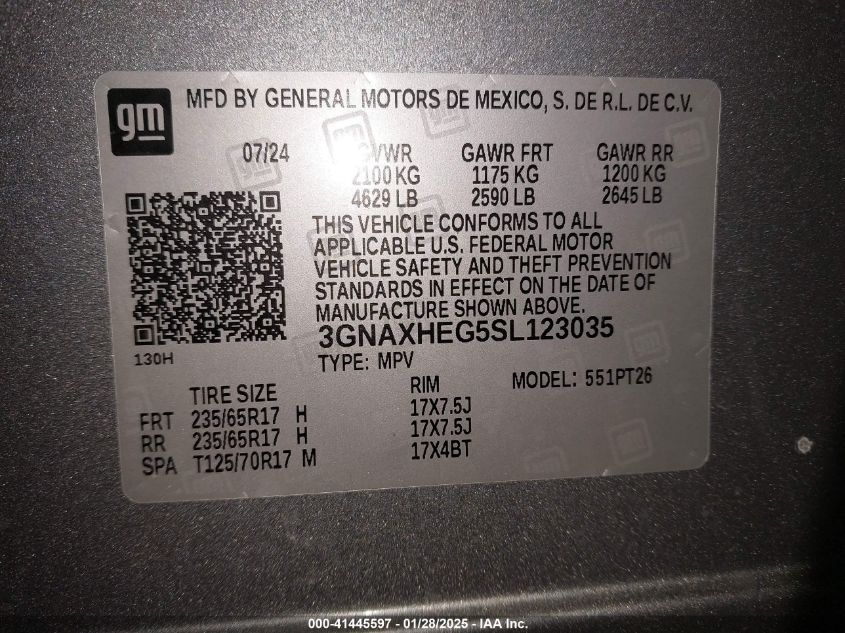 gm
MFD BY GENERAL MOTORS DE MEXICO, S. DE R.L. DE C.V.
07/24 GVWR GAWR FRT GAWR RR
2100 KG 1175 KG 1200 KG
4629 LB 2590 LB 2645 LB
THIS VEHICLE CONFORMS TO ALL
APPLICABLE U.S. FEDERAL MOTOR
VEHICLE SAFETY AND THEFT PREVENTION
STANDARDS IN EFFECT ON THE DATE OF
MANUFACTURE SHOWN ABOVE.
3GNAXHEG5SL123035
130H
TYPE: MPV
MODEL: 551PT26
TIRE SIZE RIM
FRT 235/65R17 H 17X7.5J
RR 235/65R17 H 17X7.5J
SPA T125/70R17 M 17X4BT
000-41445597 - 01/28/2025 - IAA Inc.